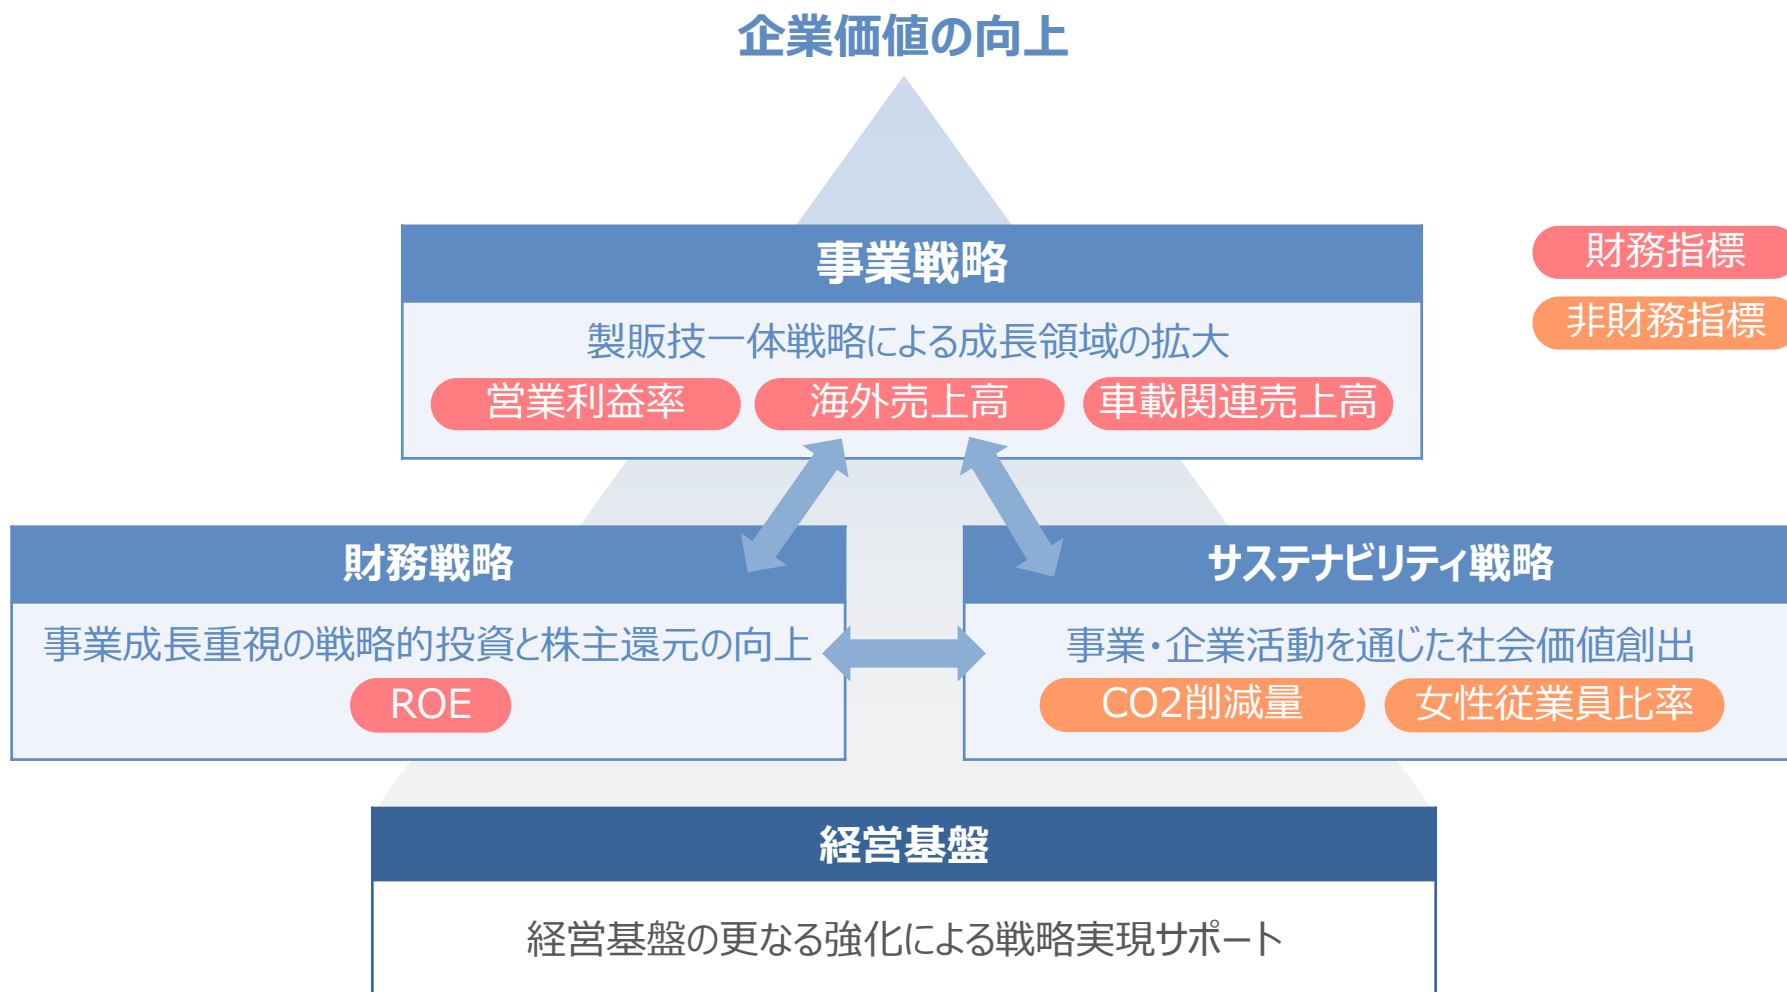 企業価値の向上
事業戦略
製販技一体戦略による成長領域の拡大
営業利益率
海外売上高
車載関連売上高
財務指標
非財務指標
財務戦略
事業成長重視の戦略的投資と株主還元の向上
ROE
サステナビリティ戦略
事業・企業活動を通じた社会価値創出
CO2削減量
女性従業員比率
経営基盤
経営基盤の更なる強化による戦略実現サポート